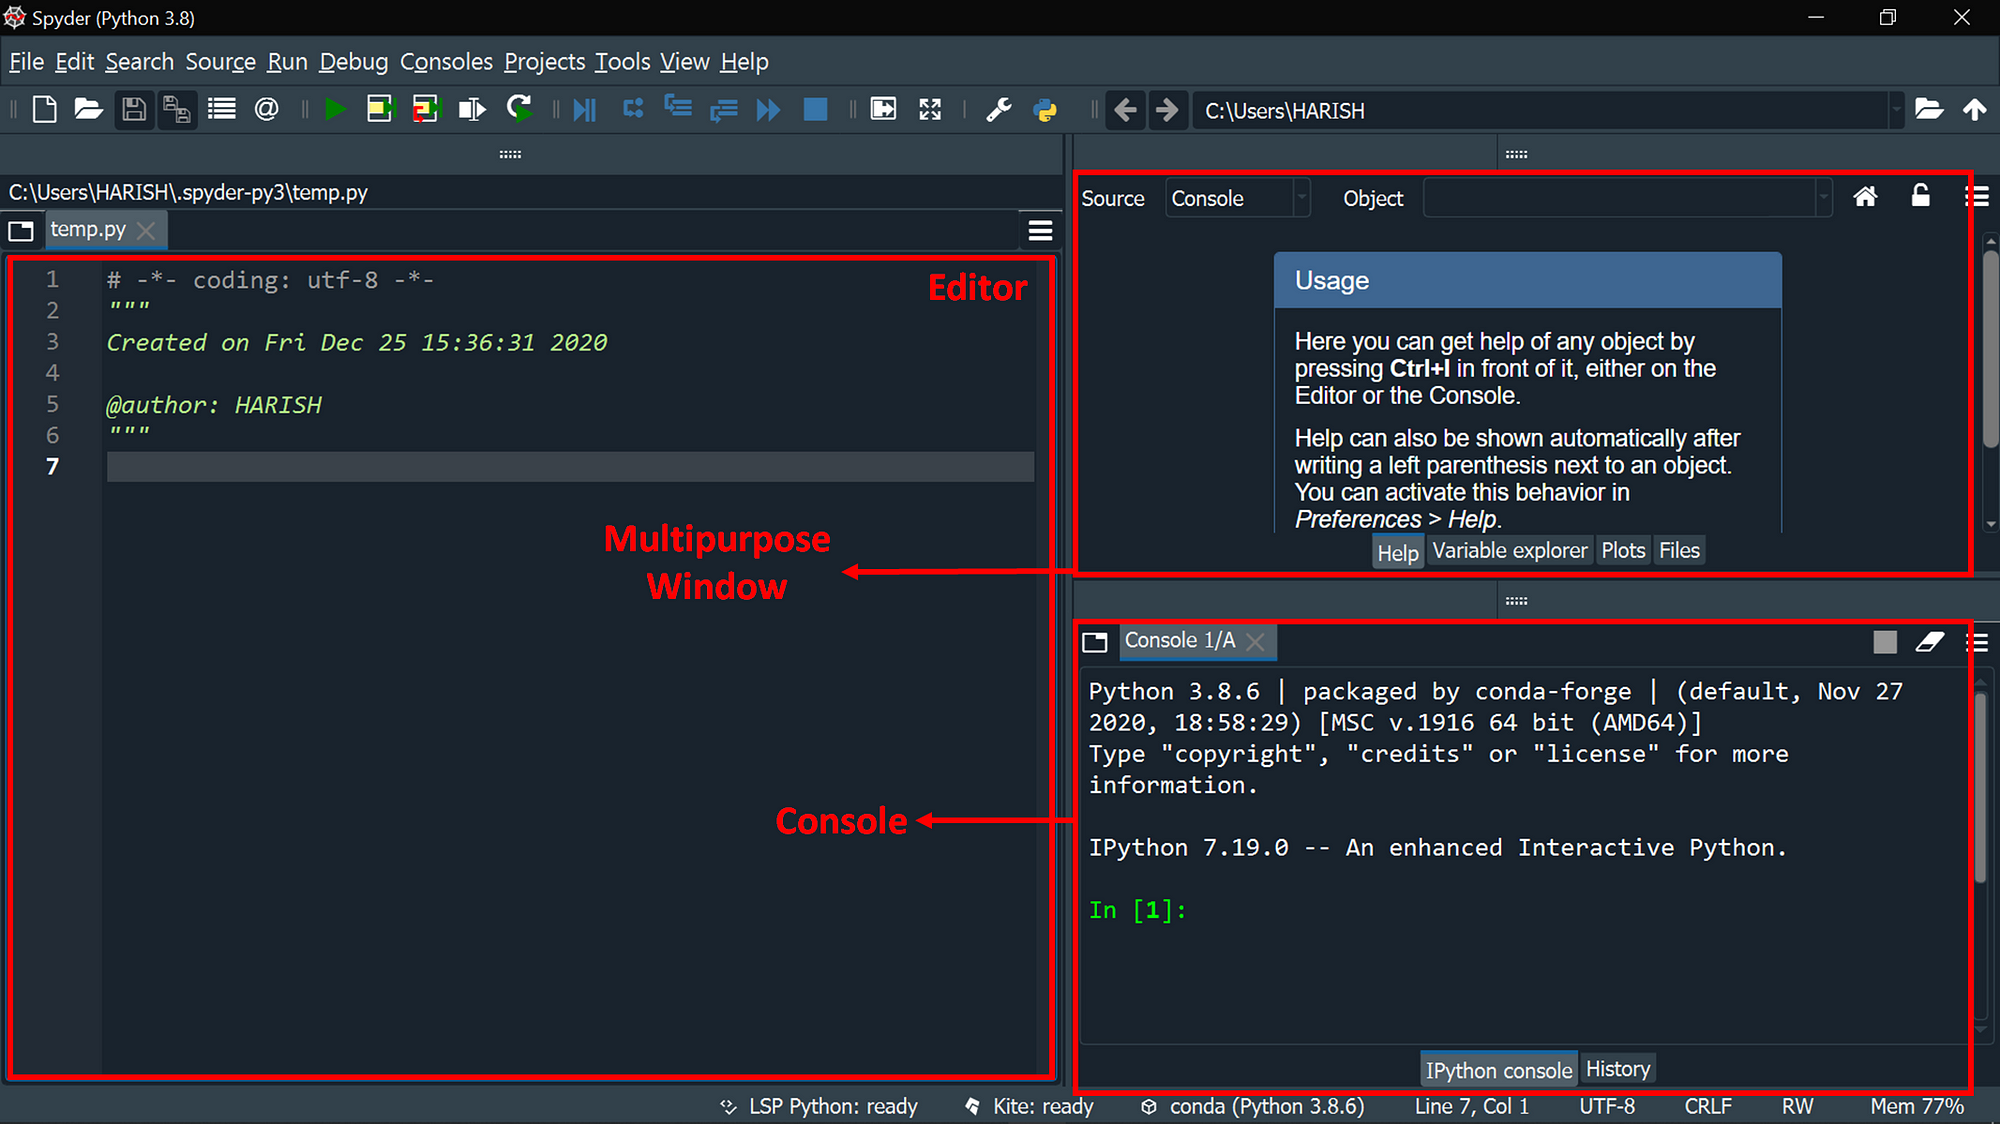 Spyder (Python 3.8)
File Edit Search Source Run Debug Consoles Projects Tools View Help
C:\Users\HARISH
C:\Users\HARISH\.spyder-py3\temp.py
temp.py
1 # -*- coding: utf-8 -*-
2 """
3 Created on Fri Dec 25 15:36:31 2020
4
5 @author: HARISH
6 """
7
Editor
Multipurpose
Window
Console
Source Console Object
Usage
Here you can get help of any object by
pressing Ctrl+I in front of it, either on the
Editor or the Console.
Help can also be shown automatically after
writing a left parenthesis next to an object.
You can activate this behavior in
Preferences > Help.
Help Variable explorer Plots Files
Console 1/A
Python 3.8.6 | packaged by conda-forge | (default, Nov 27
2020, 18:58:29) [MSC v.1916 64 bit (AMD64)]
Type "copyright", "credits" or "license" for more
information.
IPython 7.19.0 -- An enhanced Interactive Python.
In [1]:
IPython console History
LSP Python: ready Kite: ready conda (Python 3.8.6) Line 7, Col 1 UTF-8 CRLF RW Mem 77%